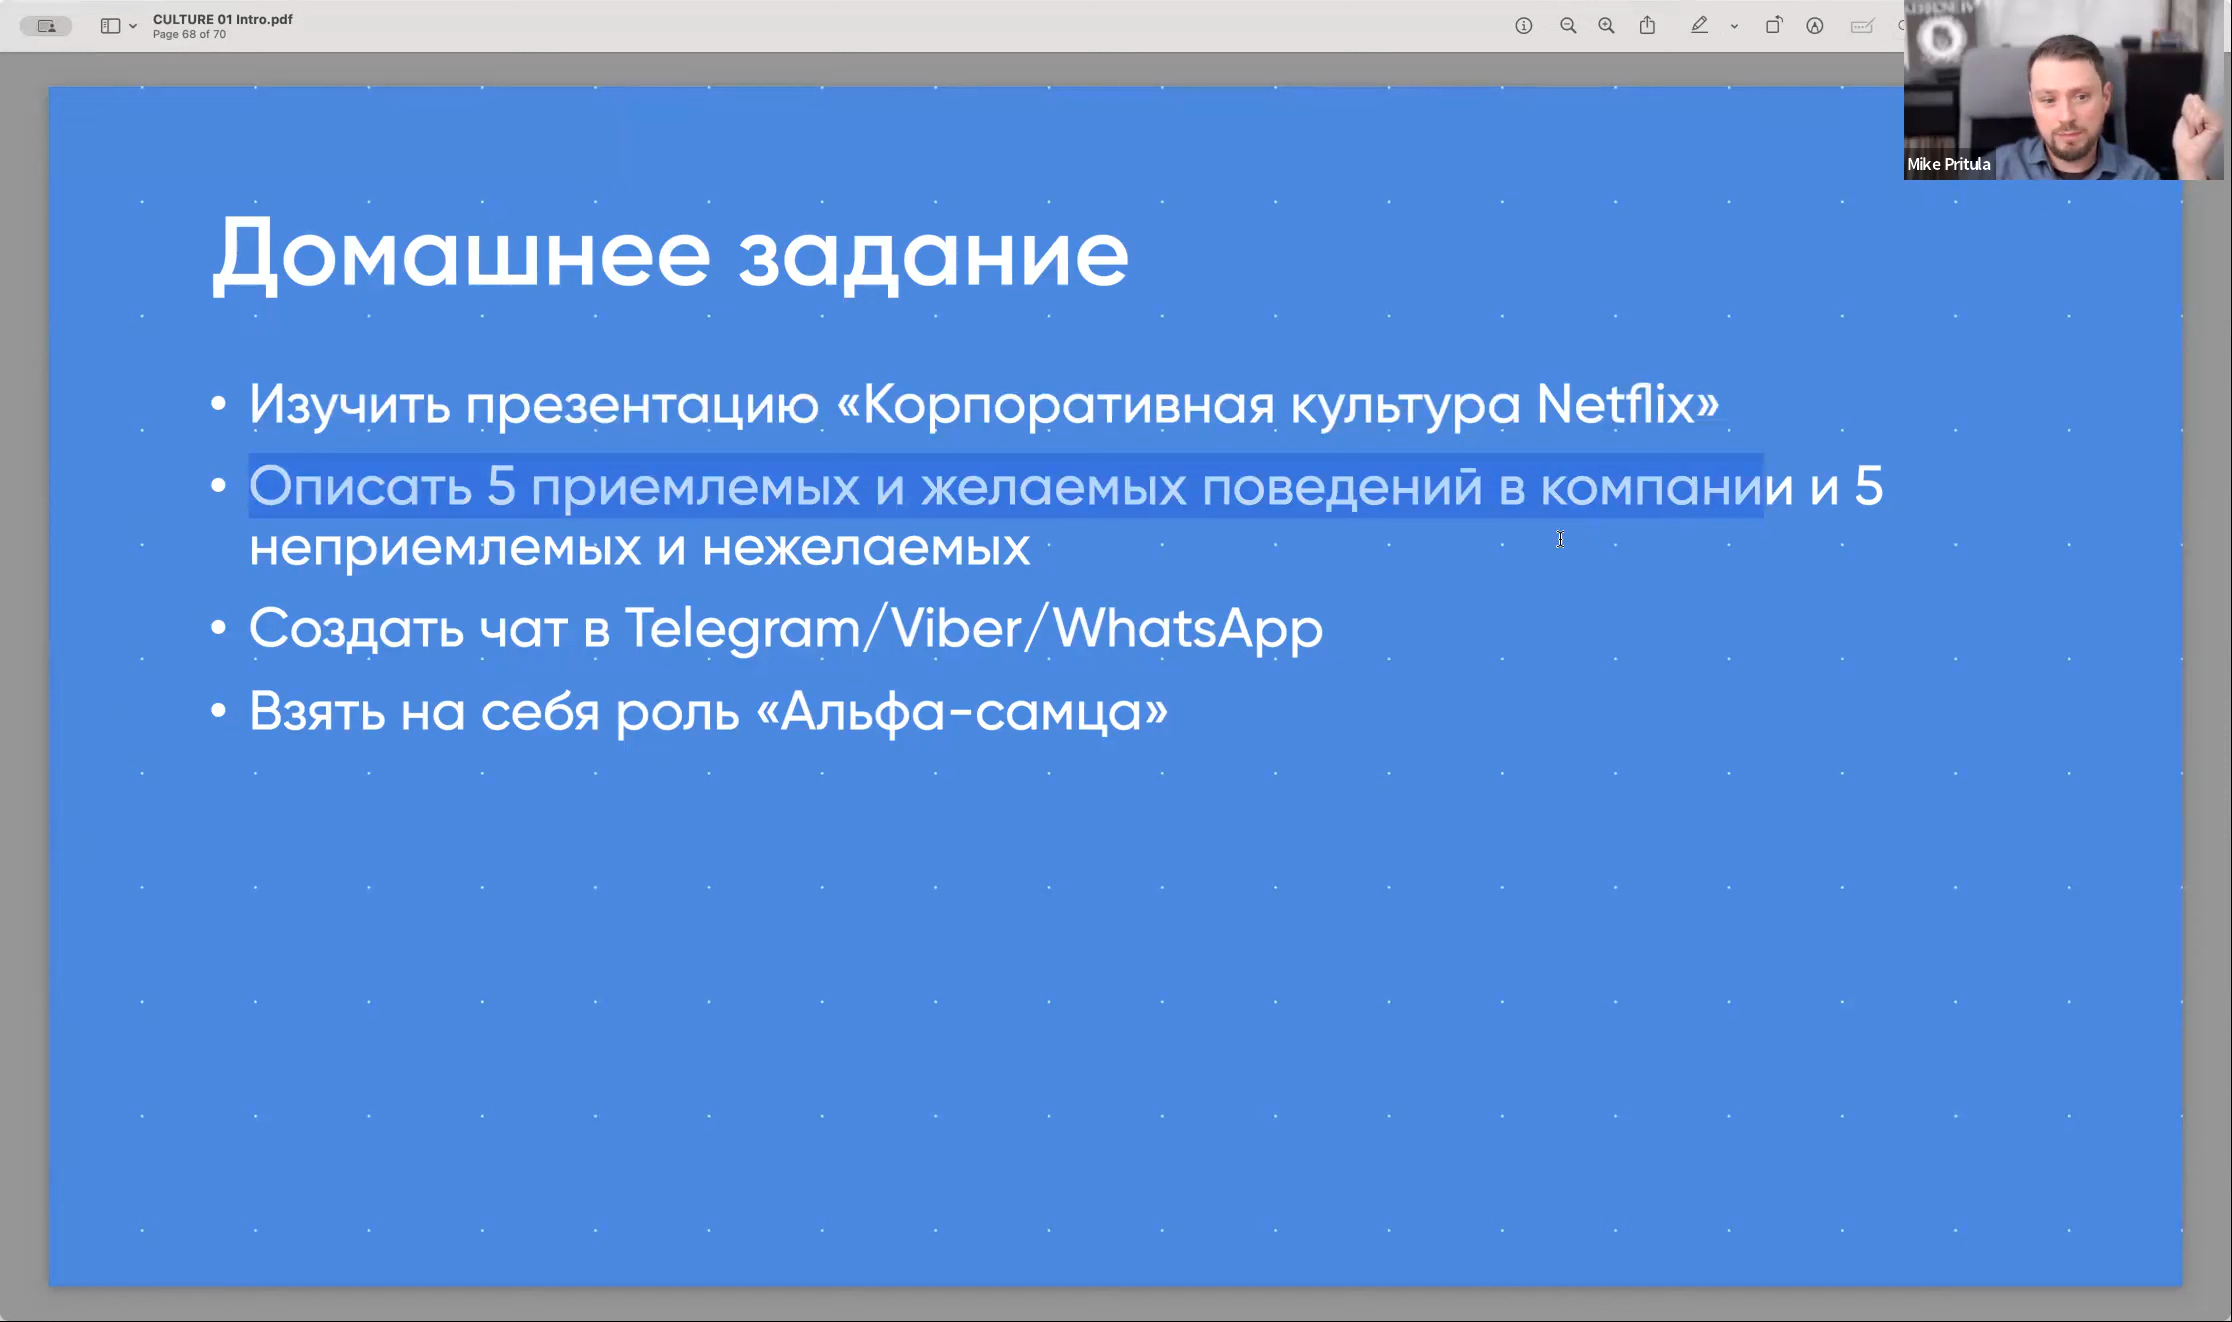 CULTURE 01 Intro.pdf
Page 68 of 70
Mike Pritula
Домашнее задание
• Изучить презентацию «Корпоративная культура Netflix»
• Описать 5 приемлемых и желаемых поведений в компании и 5
неприемлемых и нежелаемых
• Создать чат в Telegram/Viber/WhatsApp
• Взять на себя роль «Альфа-самца»